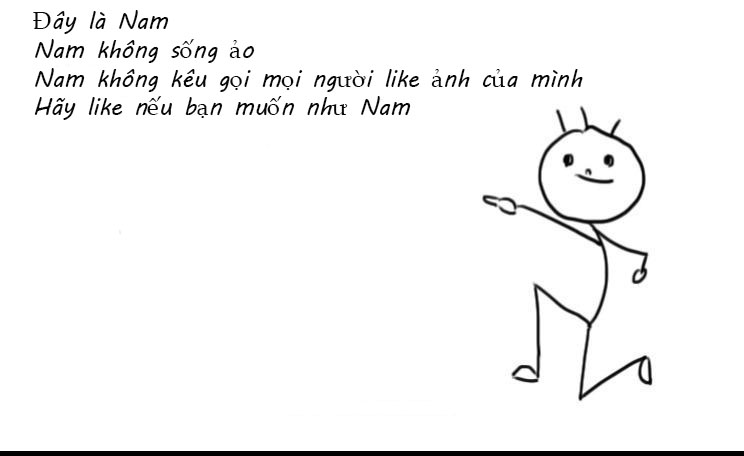 Đây là Nam
Nam không sống ảo
Nam không kêu gọi mọi người like ảnh của mình
Hãy like nếu bạn muốn như Nam